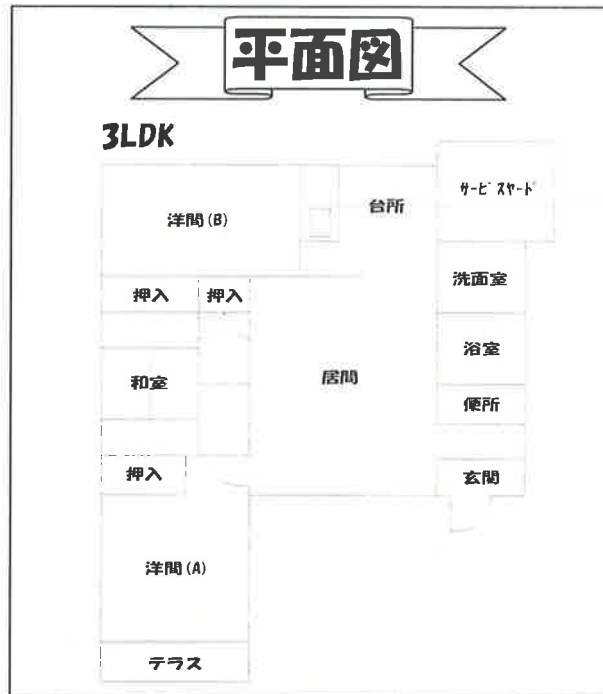 平面図
3LDK
サービスヤード
台所
洋間(B)
洗面室
押入
押入
浴室
居間
和室
便所
押入
玄関
洋間(A)
テラス